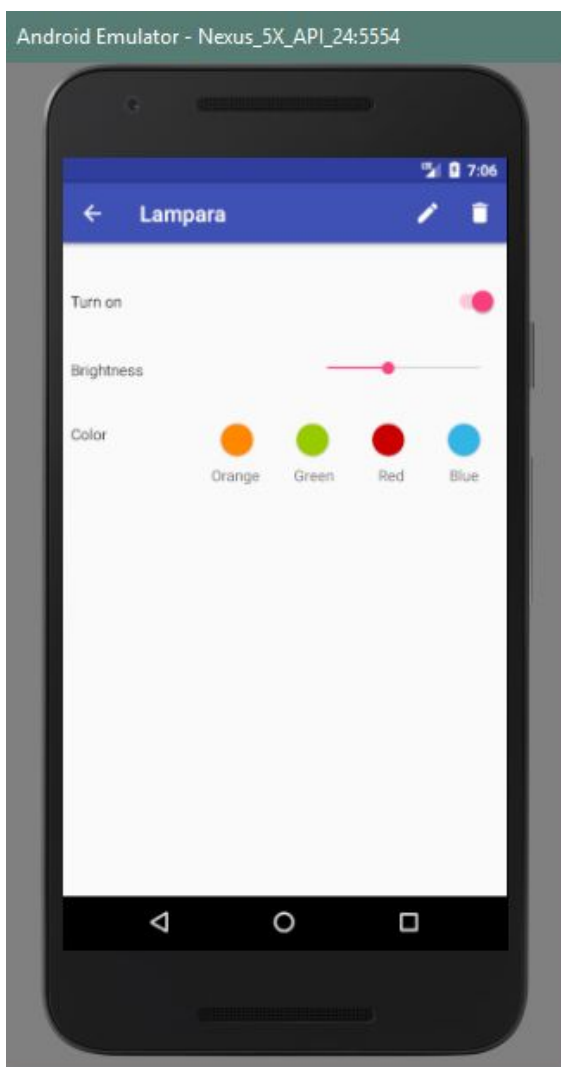 Android Emulator - Nexus_5X_API_24:5554
7:06
Lampara
Turn on
Brightness
Color
Orange Green Red Blue